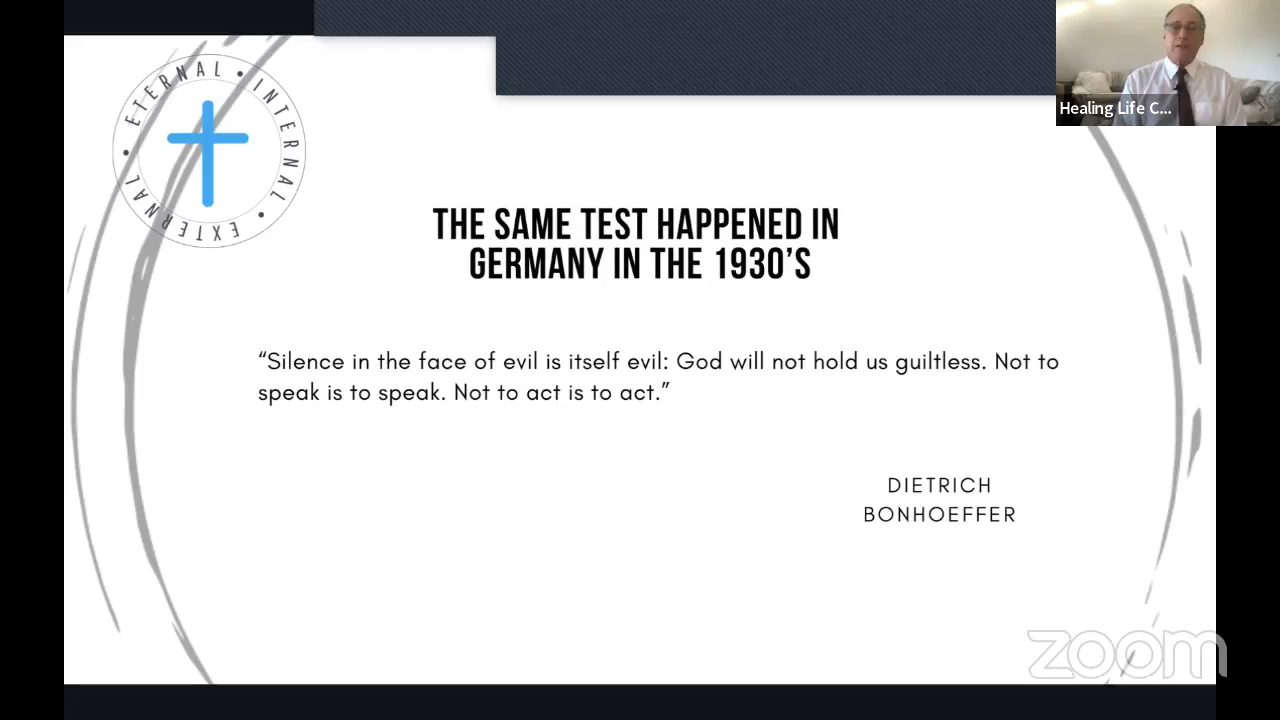 ETERNAL • INTERNAL • EXTERNAL •
Healing Life C...
THE SAME TEST HAPPENED IN
GERMANY IN THE 1930’S
“Silence in the face of evil is itself evil: God will not hold us guiltless. Not to
speak is to speak. Not to act is to act.”
DIETRICH
BONHOEFFER
zoom